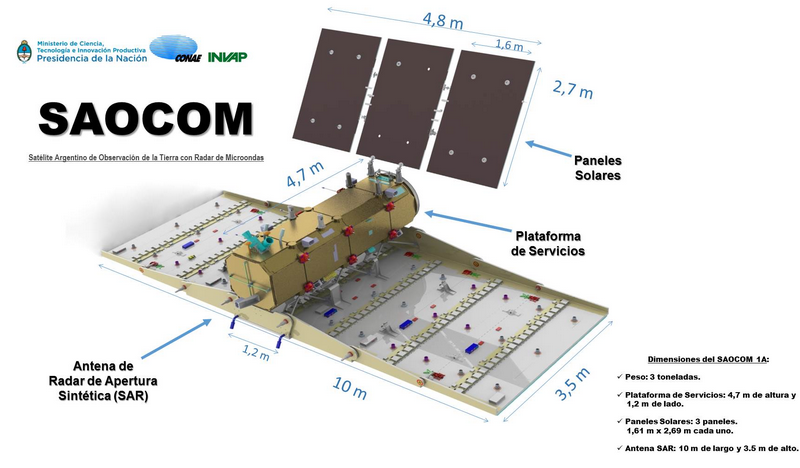 Ministerio de Ciencia,
Tecnología e Innovación Productiva
Presidencia de la Nación
CONAE
INVAP
SAOCOM
Satélite Argentino de Observación de la Tierra con Radar de Microondas
4,8 m
1,6 m
2,7 m
Paneles
Solares
4,7 m
Plataforma
de Servicios
Antena de
Radar de Apertura
Sintética (SAR)
1,2 m
10 m
3,5 m
Dimensiones del SAOCOM 1A:
✓ Peso: 3 toneladas.
✓ Plataforma de Servicios: 4,7 m de altura y
1,2 m de lado.
✓ Paneles Solares: 3 paneles.
1,61 m x 2,69 m cada uno.
✓ Antena SAR: 10 m de largo y 3.5 m de alto.